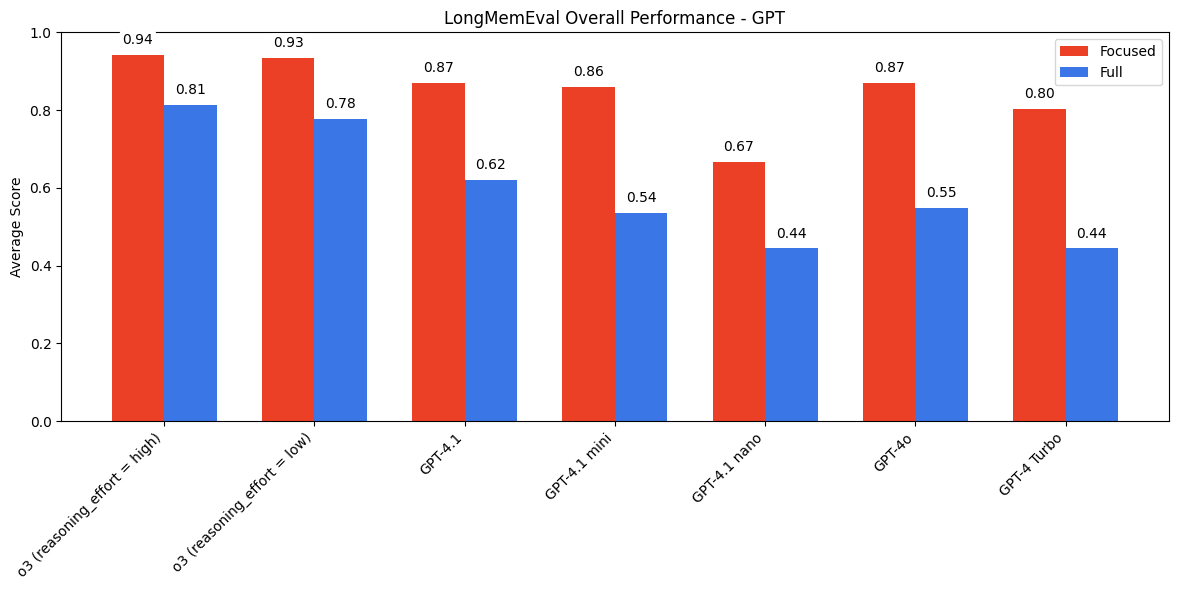 LongMemEval Overall Performance - GPT
Focused
Full
Average Score
1.0
0.8
0.6
0.4
0.2
0.0
0.94
0.81
0.93
0.78
0.87
0.62
0.86
0.54
0.67
0.44
0.87
0.55
0.80
0.44
o3 (reasoning_effort = high)
o3 (reasoning_effort = low)
GPT-4.1
GPT-4.1 mini
GPT-4.1 nano
GPT-4o
GPT-4 Turbo